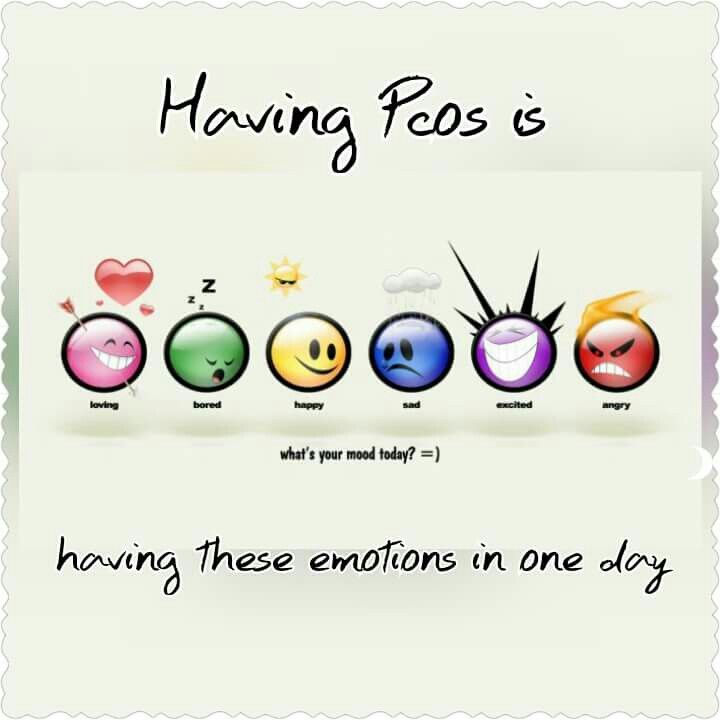 Having Pcos is
z
z
z
loving bored happy sad excited angry
what's your mood today? =)
having these emotions in one day